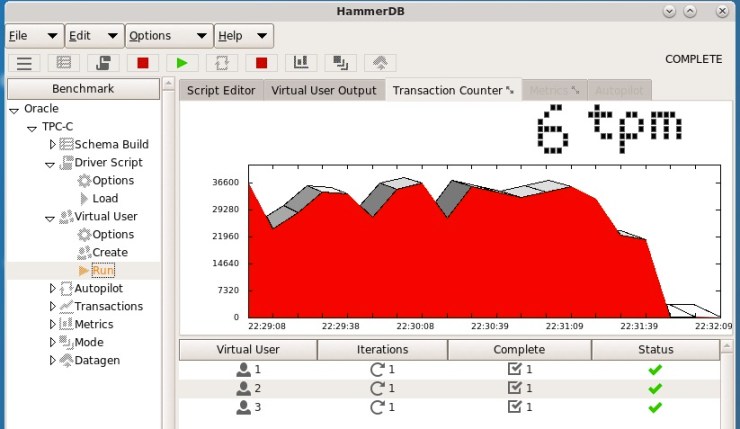 HammerDB
File Edit Options Help
COMPLETE
Benchmark
Oracle
TPC-C
Schema Build
Driver Script
Options
Load
Virtual User
Options
Create
Run
Autopilot
Transactions
Metrics
Mode
Datagen
Script Editor Virtual User Output Transaction Counter Metrics Autopilot
6 tpm
36600
29280
21960
14640
7320
0
22:29:08 22:29:38 22:30:08 22:30:39 22:31:09 22:31:39 22:32:09
Virtual User Iterations Complete Status
1 1 1
2 1 1
3 1 1